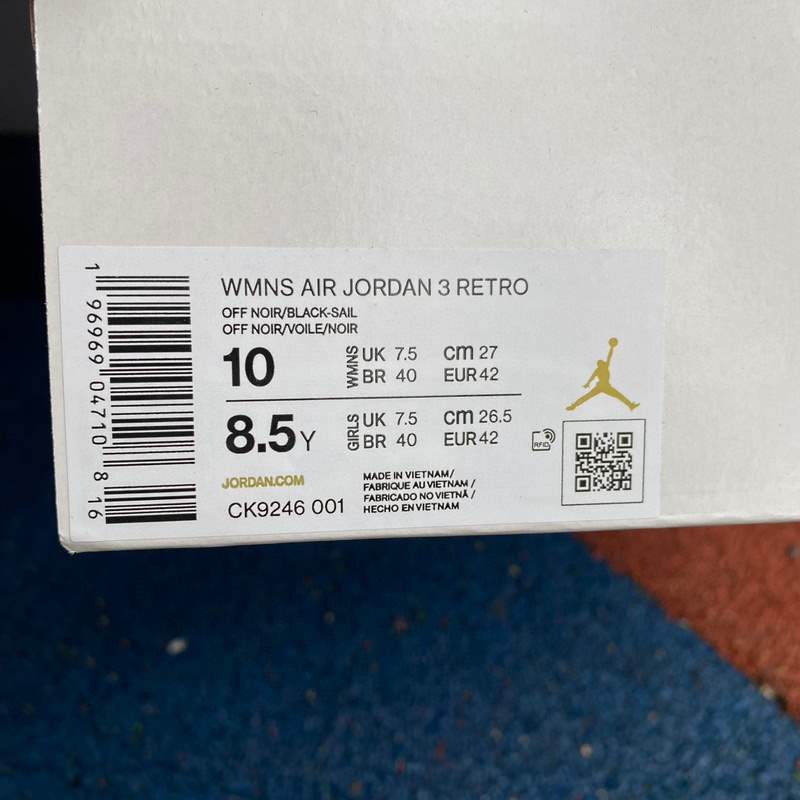 WMNS AIR JORDAN 3 RETRO
OFF NOIR/BLACK-SAIL
OFF NOIR/VOILE/NOIR
10 WMNS UK 7.5 cm 27
BR 40 EUR 42
8.5Y GIRLS UK 7.5 cm 26.5
BR 40 EUR 42
RFID
JORDAN.COM
CK9246 001
MADE IN VIETNAM/
FABRIQUE AU VIETNAM /
FABRICADO NO VIETNÃ /
HECHO EN VIETNAM
1 96969 04710 8 16